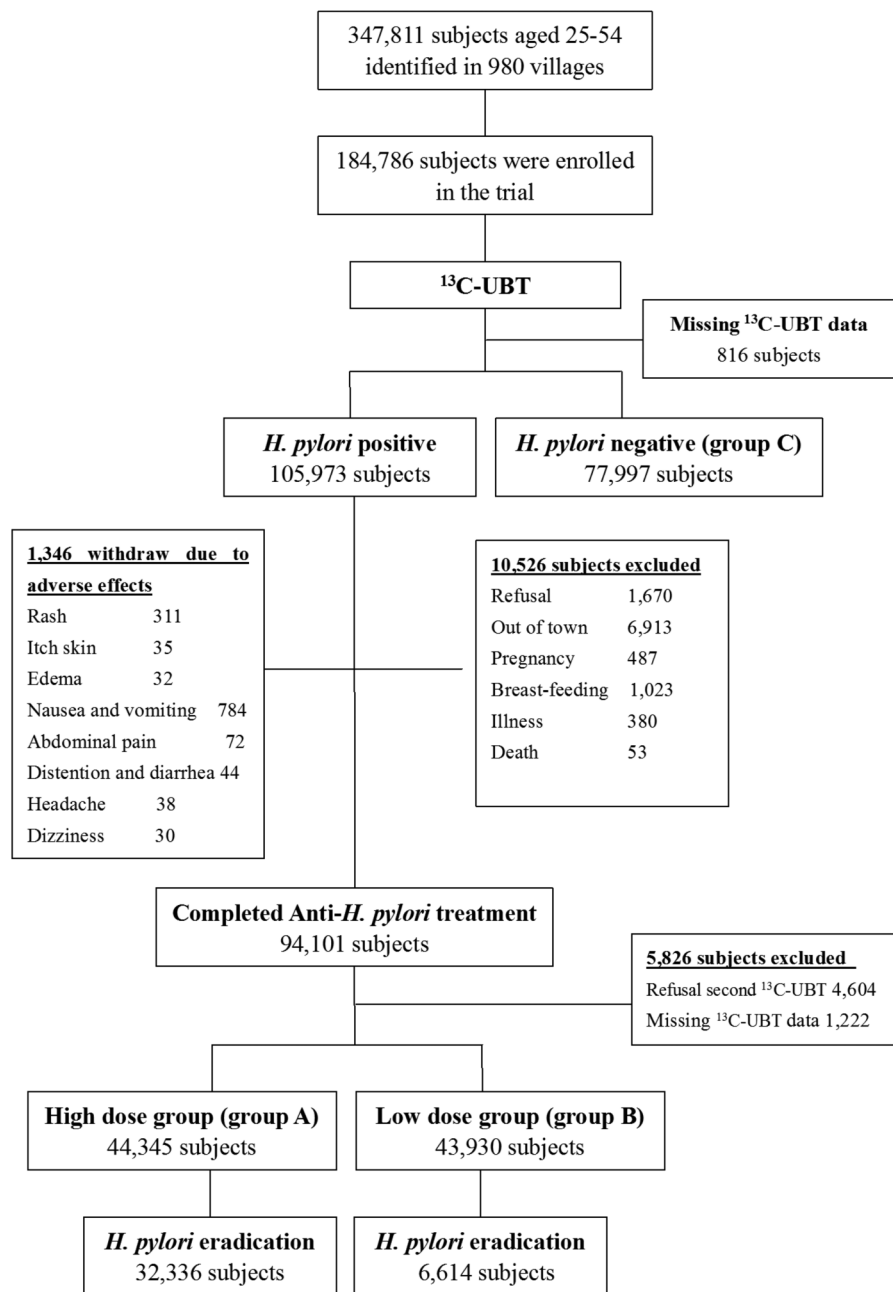 347,811 subjects aged 25-54
identified in 980 villages
184,786 subjects were enrolled
in the trial
¹³C-UBT
Missing ¹³C-UBT data
816 subjects
H. pylori positive
105,973 subjects
H. pylori negative (group C)
77,997 subjects
1,346 withdraw due to
adverse effects
Rash 311
Itch skin 35
Edema 32
Nausea and vomiting 784
Abdominal pain 72
Distention and diarrhea 44
Headache 38
Dizziness 30
10,526 subjects excluded
Refusal 1,670
Out of town 6,913
Pregnancy 487
Breast-feeding 1,023
Illness 380
Death 53
Completed Anti-H. pylori treatment
94,101 subjects
5,826 subjects excluded
Refusal second ¹³C-UBT 4,604
Missing ¹³C-UBT data 1,222
High dose group (group A)
44,345 subjects
Low dose group (group B)
43,930 subjects
H. pylori eradication
32,336 subjects
H. pylori eradication
6,614 subjects